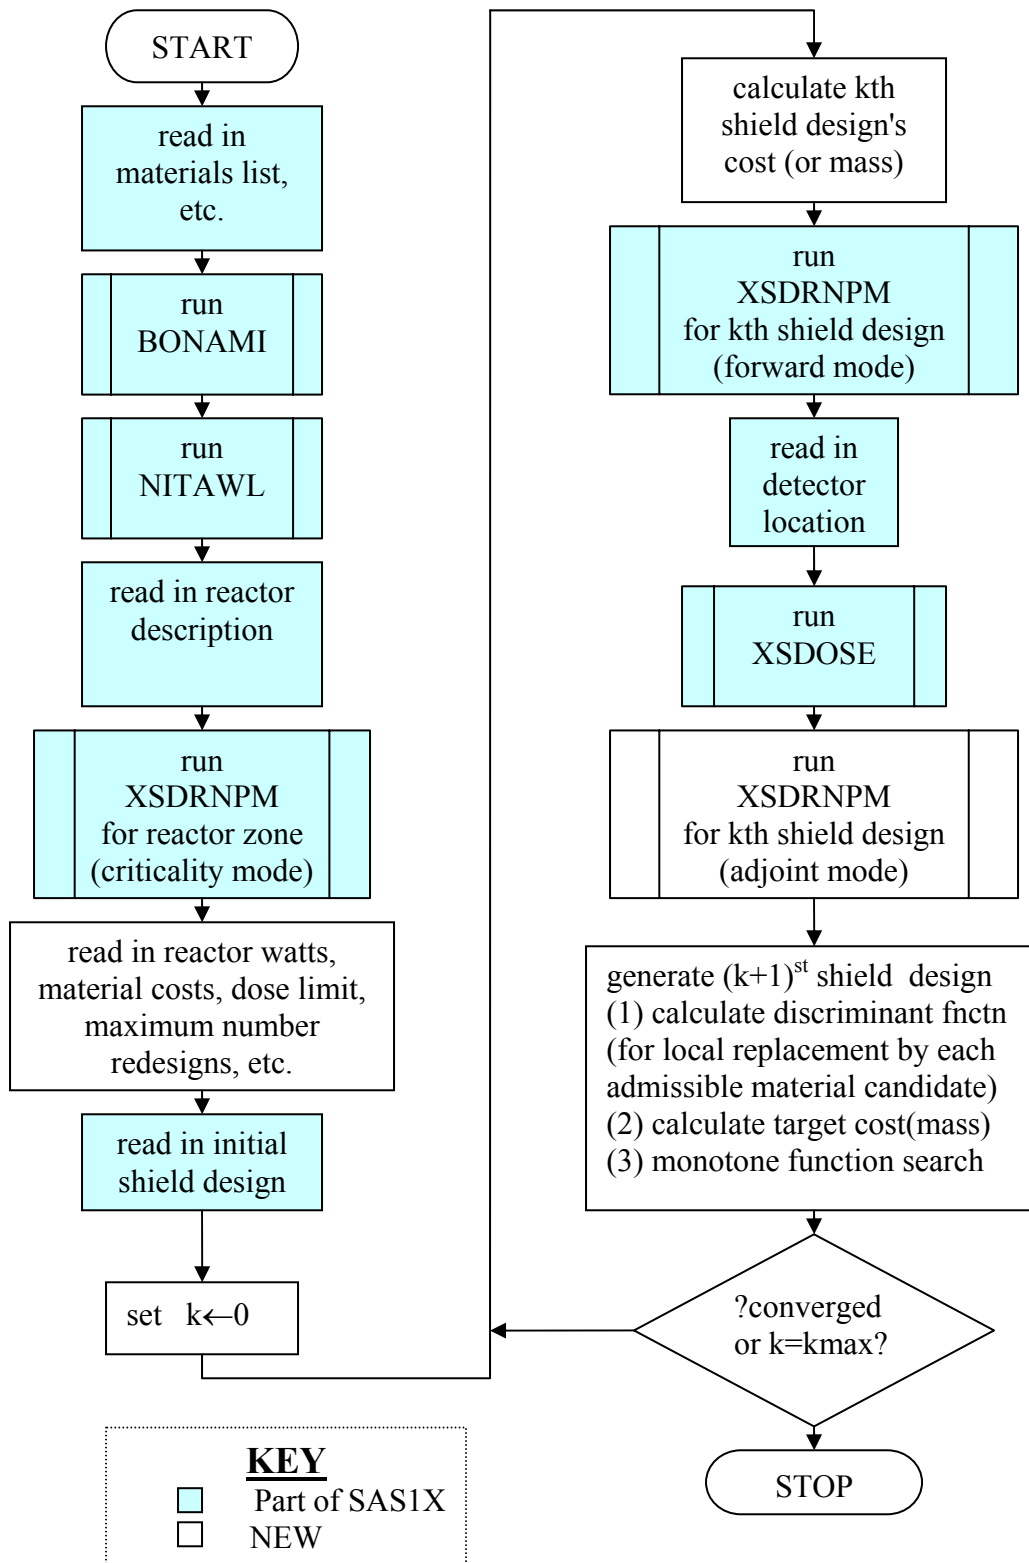 START
read in
materials list,
etc.
run
BONAMI
run
NITAWL
read in reactor
description
run
XSDRNPM
for reactor zone
(criticality mode)
read in reactor watts,
material costs, dose limit,
maximum number
redesigns, etc.
read in initial
shield design
set k←0
calculate kth
shield design's
cost (or mass)
run
XSDRNPM
for kth shield design
(forward mode)
read in
detector
location
run
XSDOSE
run
XSDRNPM
for kth shield design
(adjoint mode)
generate (k+1)st shield design
(1) calculate discriminant fnctn
(for local replacement by each
admissible material candidate)
(2) calculate target cost(mass)
(3) monotone function search
?converged
or k=kmax?
STOP
KEY
Part of SAS1X
NEW